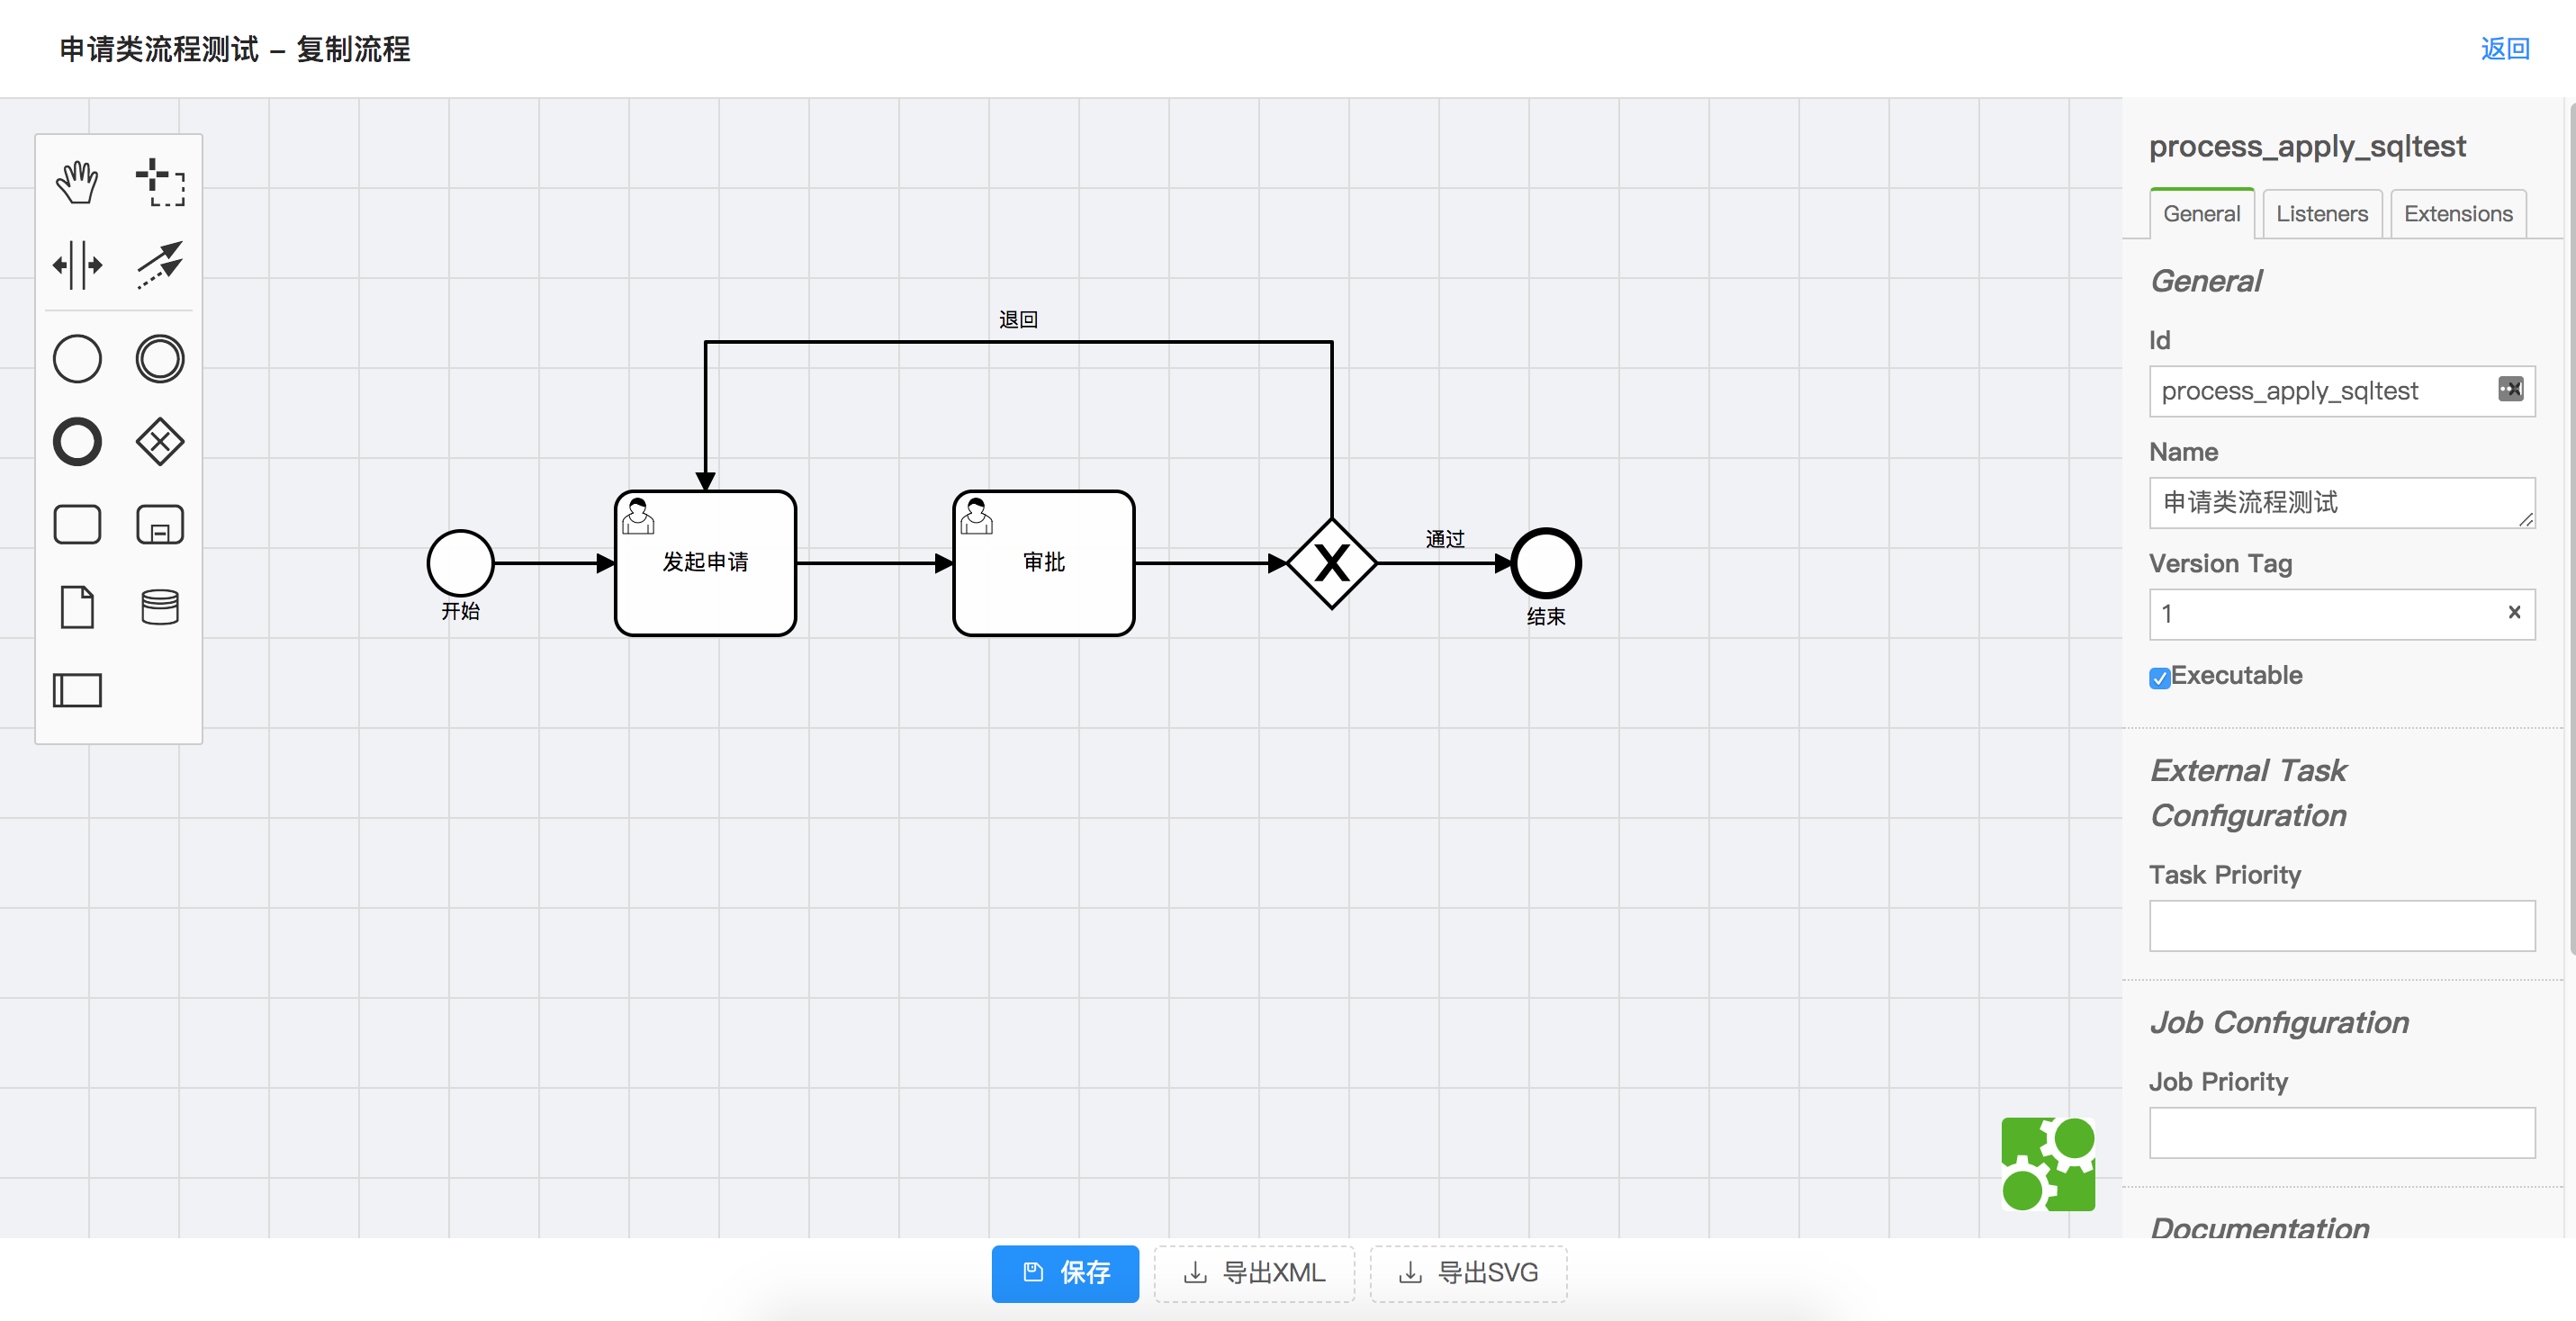 申请类流程测试 – 复制流程
返回
退回
开始
发起申请
审批
通过
结束
process_apply_sqltest
General
Listeners
Extensions
General
Id
process_apply_sqltest
Name
申请类流程测试
Version Tag
1
Executable
External Task
Configuration
Task Priority
Job Configuration
Job Priority
Documentation
保存
导出XML
导出SVG